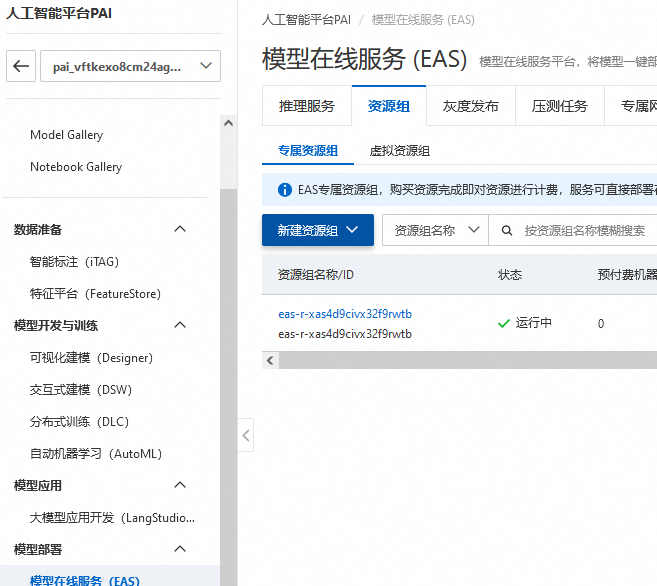 人工智能平台PAI
pai_vftkexo8cm24ag...
Model Gallery
Notebook Gallery
数据准备
智能标注（iTAG）
特征平台（FeatureStore）
模型开发与训练
可视化建模（Designer）
交互式建模（DSW）
分布式训练（DLC）
自动机器学习（AutoML）
模型应用
大模型应用开发（LangStudio...
模型部署
模型在线服务（EAS）
人工智能平台PAI / 模型在线服务 (EAS)
模型在线服务 (EAS) 模型在线服务平台，将模型一键部
推理服务 资源组 灰度发布 压测任务 专属网
专属资源组 虚拟资源组
EAS专属资源组，购买资源完成即对资源进行计费，服务可直接部署在
新建资源组 资源组名称 按资源组名称模糊搜索
资源组名称/ID 状态 预付费机器
eas-r-xas4d9civx32f9rwtb
eas-r-xas4d9civx32f9rwtb
运行中 0